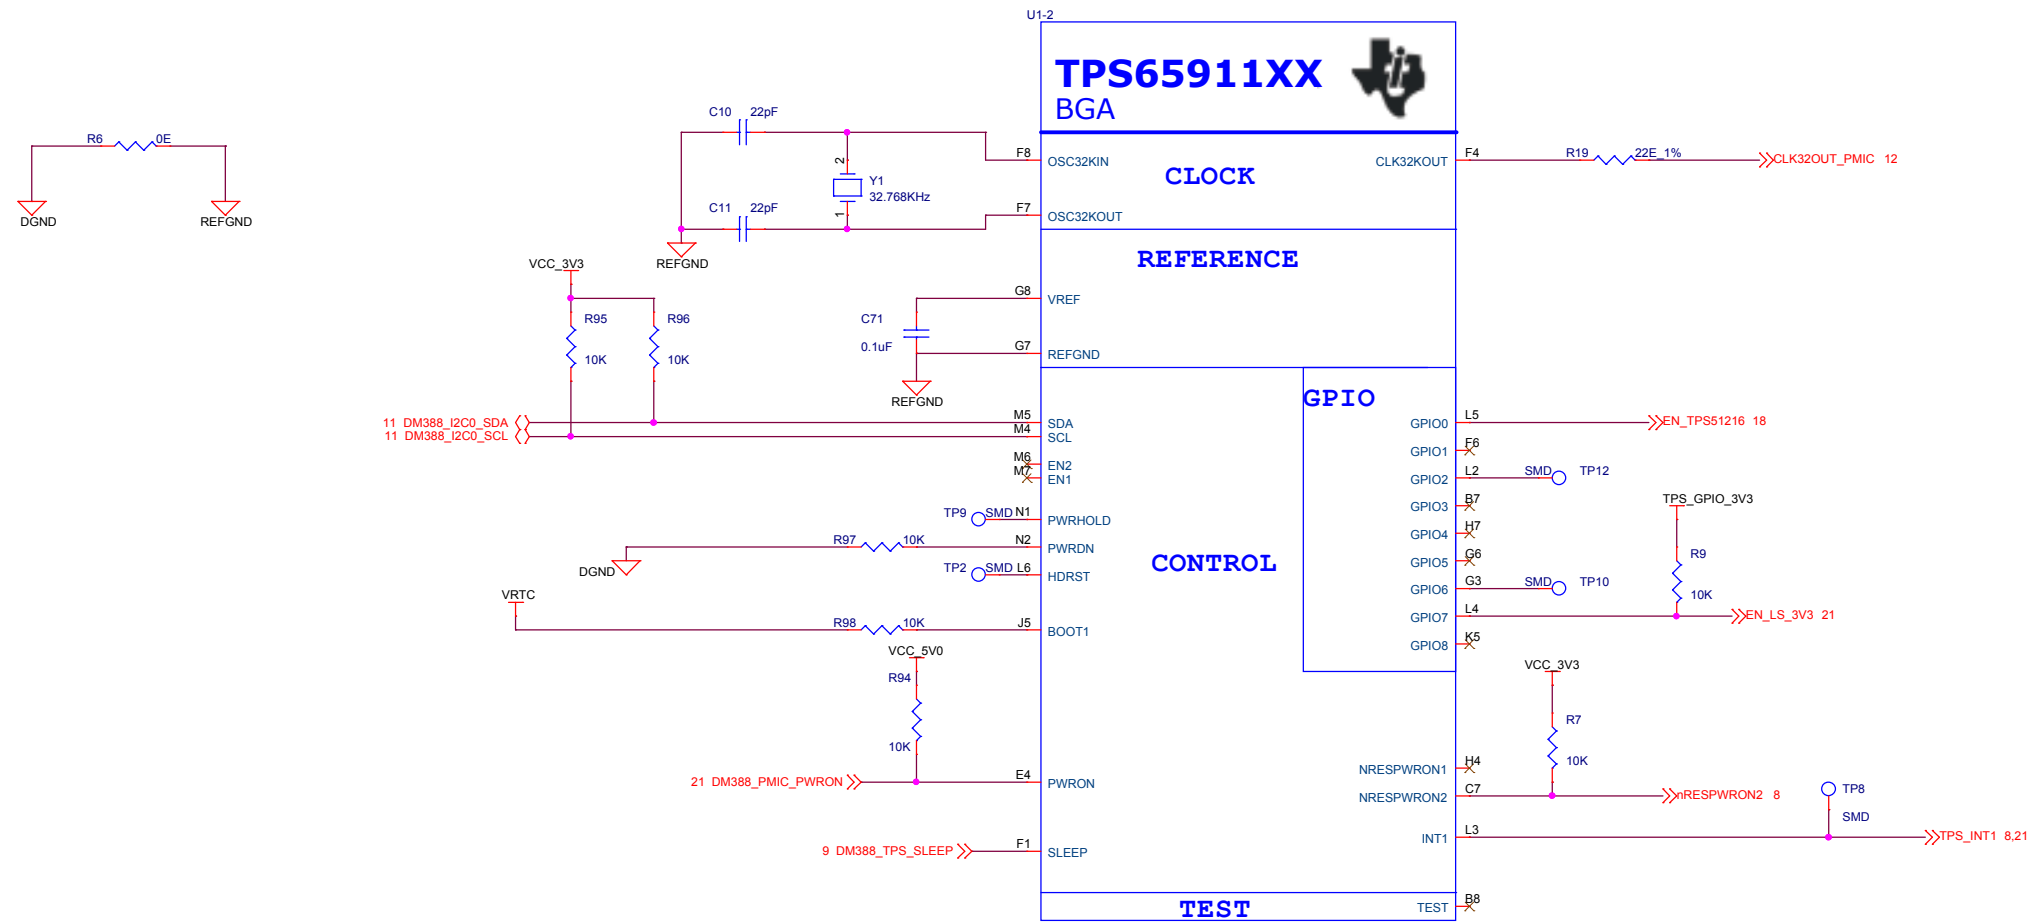 U1-2
TPS65911XX
BGA
R6 0E
DGND
REFGND
C10 22pF
2
Y1
32.768KHz
1
C11 22pF
REFGND
F8 OSC32KIN
CLOCK
F7 OSC32KOUT
CLK32KOUT F4
R19 22E_1%
CLK32OUT_PMIC 12
REFERENCE
G8 VREF
C71
0.1uF
G7 REFGND
REFGND
VCC_3V3
R95
10K
R96
10K
11 DM388_I2C0_SDA
11 DM388_I2C0_SCL
M5 SDA
M4 SCL
M6 EN2
M7 EN1
TP9 SMD N1 PWRHOLD
DGND
R97 10K N2 PWRDN
TP2 SMD L6 HDRST
VRTC
R98 10K J5 BOOT1
CONTROL
VCC_5V0
R94
10K
21 DM388_PMIC_PWRON
E4 PWRON
9 DM388_TPS_SLEEP
F1 SLEEP
GPIO
GPIO0 L5 EN_TPS51216 18
GPIO1 F6
GPIO2 L2 SMD TP12
GPIO3 B7
GPIO4 H7
GPIO5 G6
GPIO6 G3 SMD TP10
GPIO7 L4 EN_LS_3V3 21
GPIO8 K5
TPS_GPIO_3V3
R9
10K
VCC_3V3
R7
10K
NRESPWRON1 H4
NRESPWRON2 C7 nRESPWRON2 8
TP8
SMD
INT1 L3 TPS_INT1 8,21
TEST
TEST B8